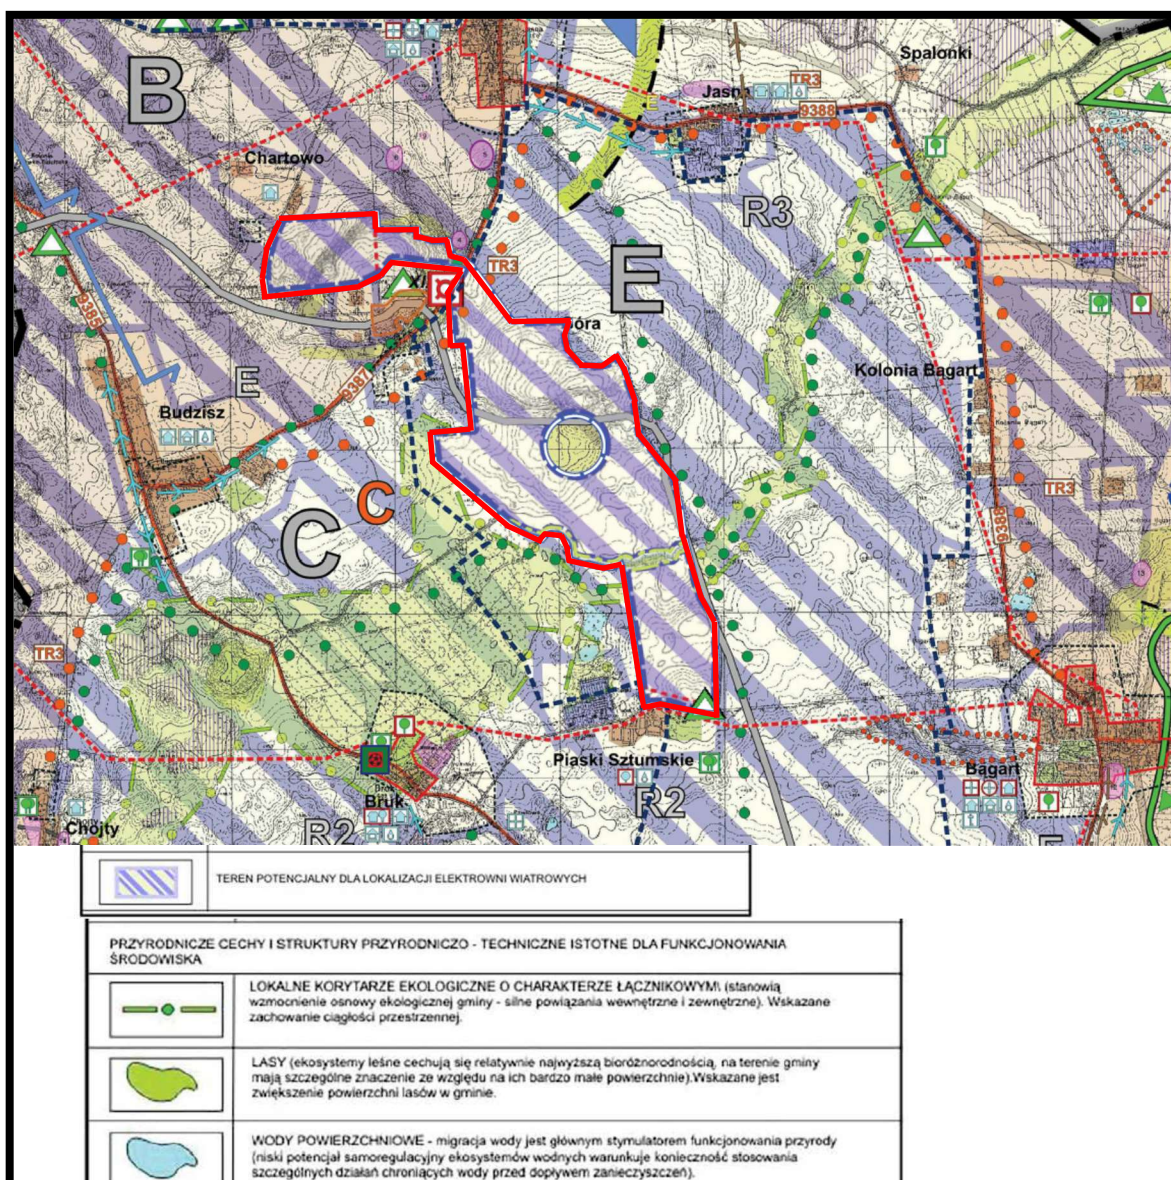 B
Spalonki
Jasna
TR3
9388
E
Chartowo
R3
TR3
E
XI
Góra
9385
E
9387
Kolonia Bagart
Budzisz
C
C
TR3
9388
TR3
Piaski Sztumskie
Bagart
Bruk
R2
Chojty
R2
E
TEREN POTENCJALNY DLA LOKALIZACJI ELEKTROWNI WIATROWYCH
PRZYRODNICZE CECHY I STRUKTURY PRZYRODNICZO - TECHNICZNE ISTOTNE DLA FUNKCJONOWANIA
ŚRODOWISKA
LOKALNE KORYTARZE EKOLOGICZNE O CHARAKTERZE ŁĄCZNIKOWYM\ (stanowią
wzmocnienie osnowy ekologicznej gminy - silne powiązania wewnętrzne i zewnętrzne). Wskazane
zachowanie ciągłości przestrzennej.
LASY (ekosystemy leśne cechują się relatywnie najwyższą bioróżnorodnością, na terenie gminy
mają szczególne znaczenie ze względu na ich bardzo małe powierzchnie).Wskazane jest
zwiększenie powierzchni lasów w gminie.
WODY POWIERZCHNIOWE - migracja wody jest głównym stymulatorem funkcjonowania przyrody
(niski potencjał samoregulacyjny ekosystemów wodnych warunkuje konieczność stosowania
szczególnych działań chroniących wody przed dopływem zanieczyszczeń).